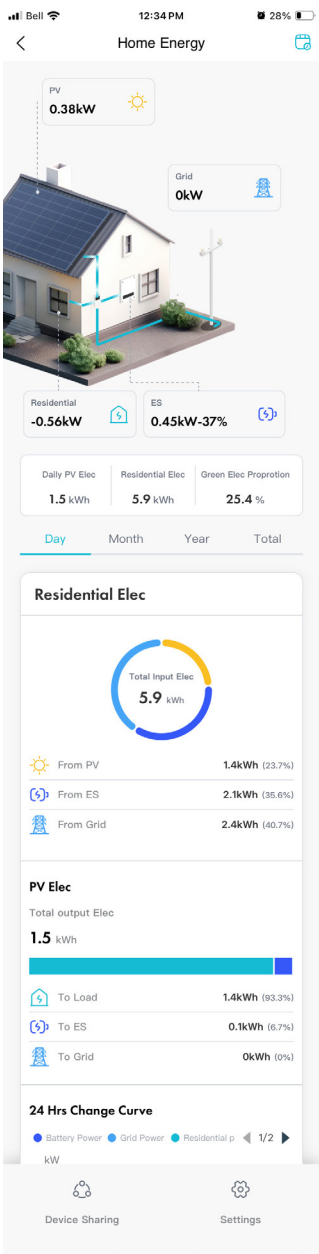 Bell 12:34 PM 28%
Home Energy
PV
0.38kW
Grid
0kW
Residential
-0.56kW
ES
0.45kW-37%
Daily PV Elec Residential Elec Green Elec Proprotion
1.5 kWh 5.9 kWh 25.4 %
Day Month Year Total
Residential Elec
Total Input Elec
5.9 kWh
From PV 1.4kWh (23.7%)
From ES 2.1kWh (35.6%)
From Grid 2.4kWh (40.7%)
PV Elec
Total output Elec
1.5 kWh
To Load 1.4kWh (93.3%)
To ES 0.1kWh (6.7%)
To Grid 0kWh (0%)
24 Hrs Change Curve
Battery Power Grid Power Residential p 1/2
kW
Device Sharing Settings